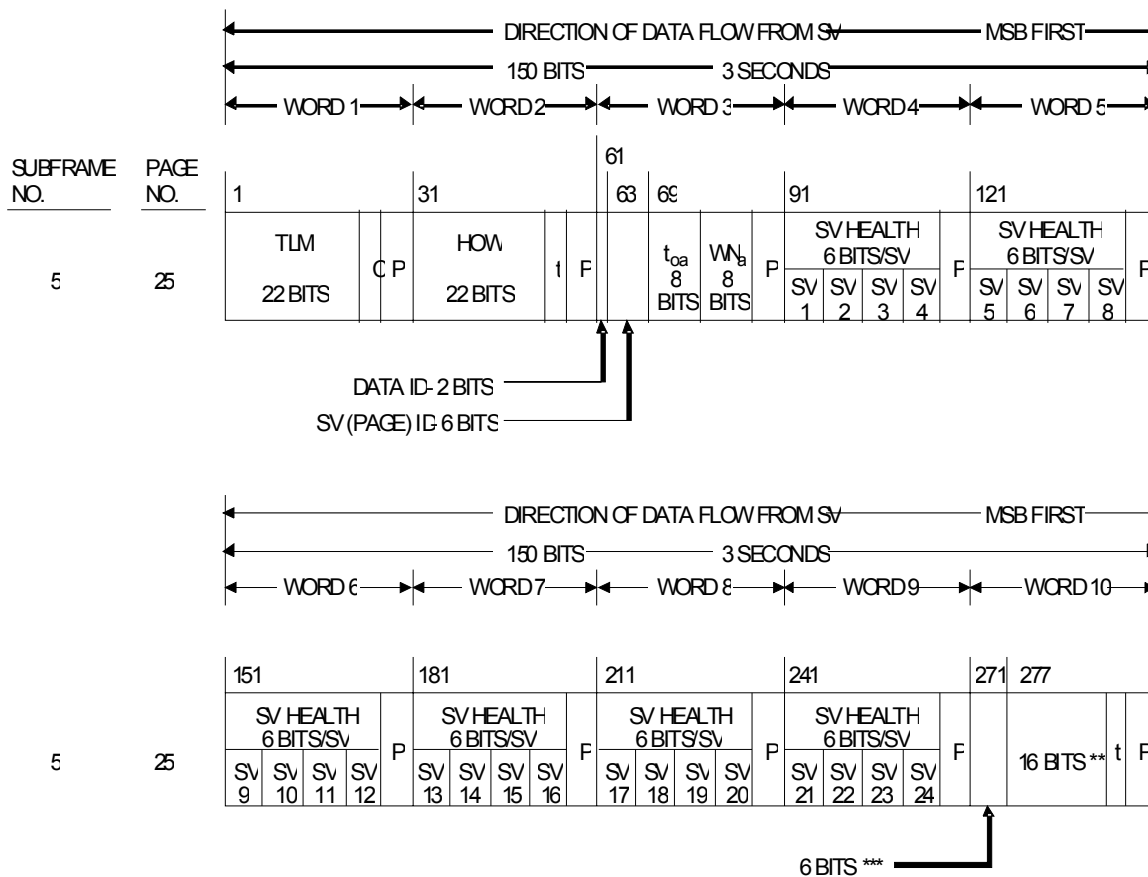 DIRECTION OF DATA FLOW FROM SV MSB FIRST
150 BITS 3 SECONDS
WORD 1 WORD 2 WORD 3 WORD 4 WORD 5
SUBFRAME NO. PAGE NO.
61
1 31 63 69 91 121
5 25
TLM 22 BITS C P
HOW 22 BITS t P
toa 8 BITS WNa 8 BITS P
SV HEALTH 6 BITS/SV P
SV 1 SV 2 SV 3 SV 4
SV HEALTH 6 BITS/SV P
SV 5 SV 6 SV 7 SV 8
DATA ID- 2 BITS
SV (PAGE) ID- 6 BITS
DIRECTION OF DATA FLOW FROM SV MSB FIRST
150 BITS 3 SECONDS
WORD 6 WORD 7 WORD 8 WORD 9 WORD 10
151 181 211 241 271 277
5 25
SV HEALTH 6 BITS/SV P
SV 9 SV 10 SV 11 SV 12
SV HEALTH 6 BITS/SV P
SV 13 SV 14 SV 15 SV 16
SV HEALTH 6 BITS/SV P
SV 17 SV 18 SV 19 SV 20
SV HEALTH 6 BITS/SV P
SV 21 SV 22 SV 23 SV 24
16 BITS ** t P
6 BITS ***